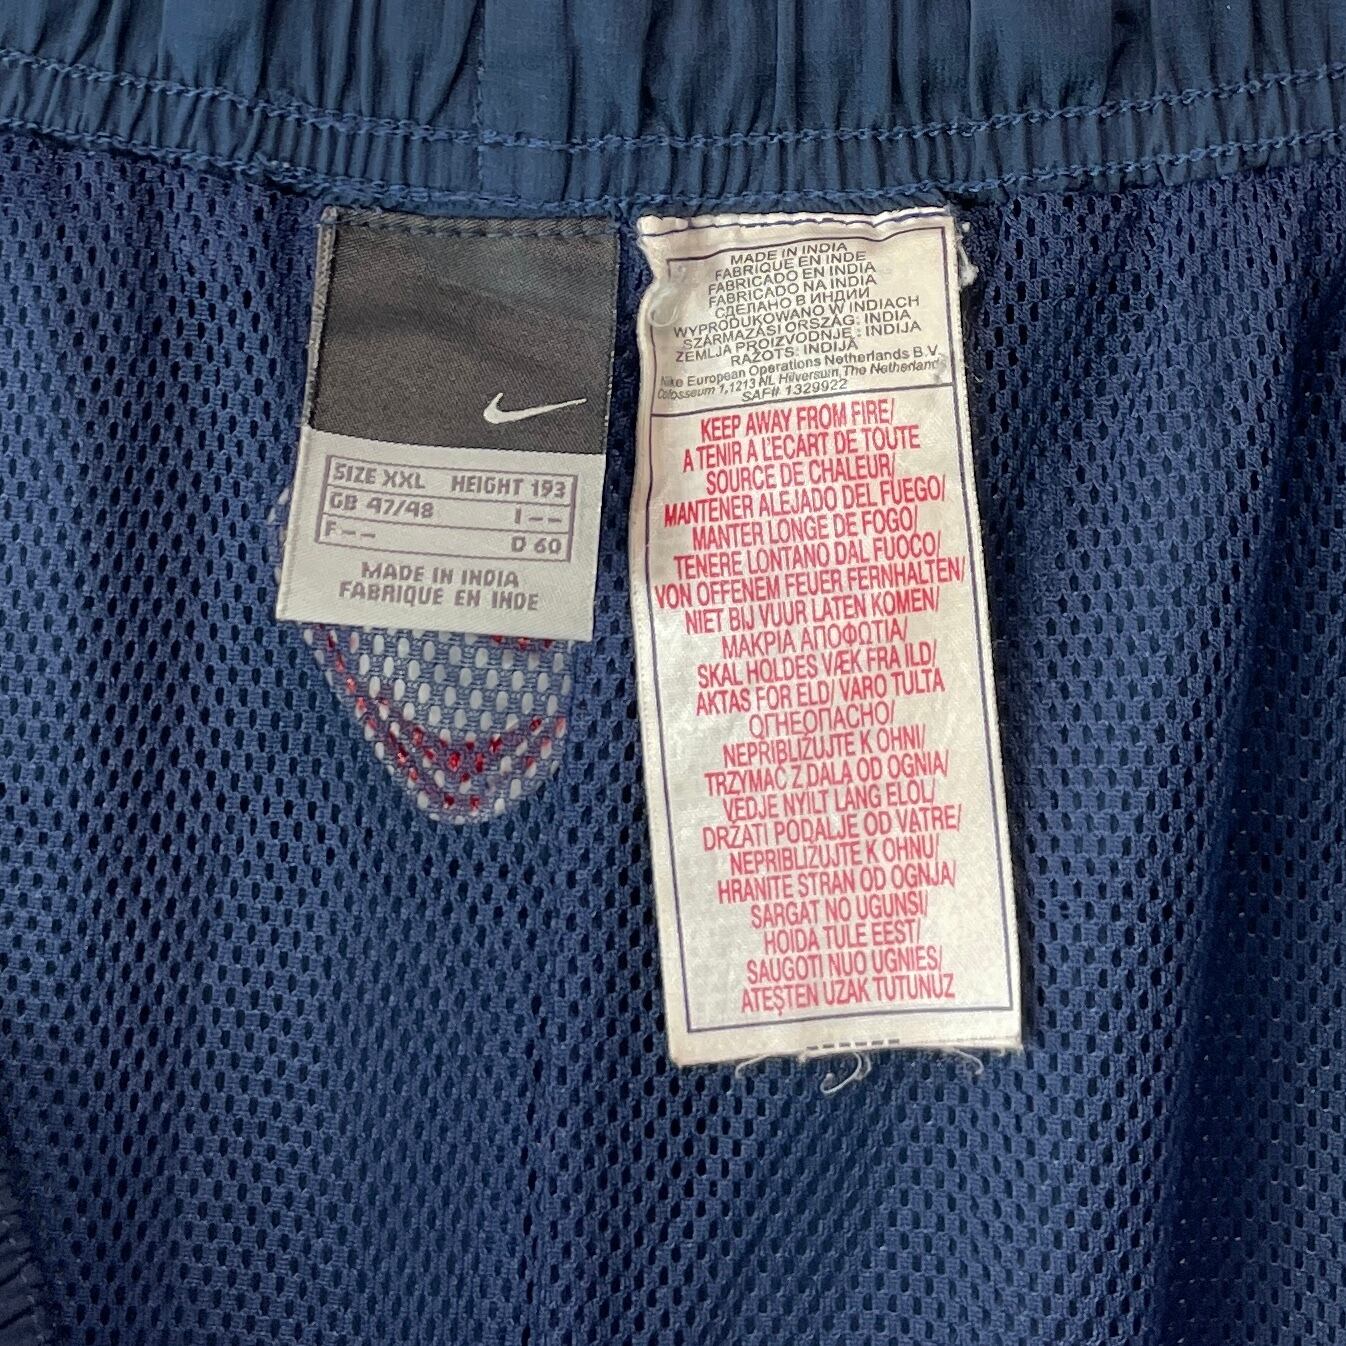 SIZE XXL HEIGHT 193
GB 47/48 I--
F-- D 60
MADE IN INDIA
FABRIQUE EN INDE
MADE IN INDIA
FABRIQUE EN INDE
FABRICADO EN INDIA
FABRICADO NA INDIA
СДЕЛАНО В ИНДИИ
WYPRODUKOWANO W INDIACH
SZÁRMAZÁSI ORSZÁG: INDIA
ZEMLJA PROIZVODNJE: INDIJA
RAŽOTS: INDIJĀ
Nike European Operations Netherlands B.V.
Colosseum 1,1213 NL Hilversum, The Netherland
SAF# 1329922
KEEP AWAY FROM FIRE/
A TENIR A L'ECART DE TOUTE
SOURCE DE CHALEUR/
MANTENER ALEJADO DEL FUEGO/
MANTER LONGE DE FOGO/
TENERE LONTANO DAL FUOCO/
VON OFFENEM FEUER FERNHALTEN/
NIET BIJ VUUR LATEN KOMEN/
ΜΑΚΡΙΑ ΑΠΟΦΩΤΙΑ/
SKAL HOLDES VÆK FRA ILD/
AKTAS FOR ELD/ VARO TULTA
ОГНЕОПАСНО/
NEPŘIBLIŽUJTE K OHNI/
TRZYMAĆ Z DALA OD OGNIA/
VEDJE NYILT LANG ELOL/
DRŽATI PODALJE OD VATRE/
NEPRIBLIZUJTE K OHNU/
HRANITE STRAN OD OGNJA/
SARGAT NO UGUNSI/
HOIDA TULE EEST/
SAUGOTI NUO UGNIES/
ATEŞTEN UZAK TUTUNUZ